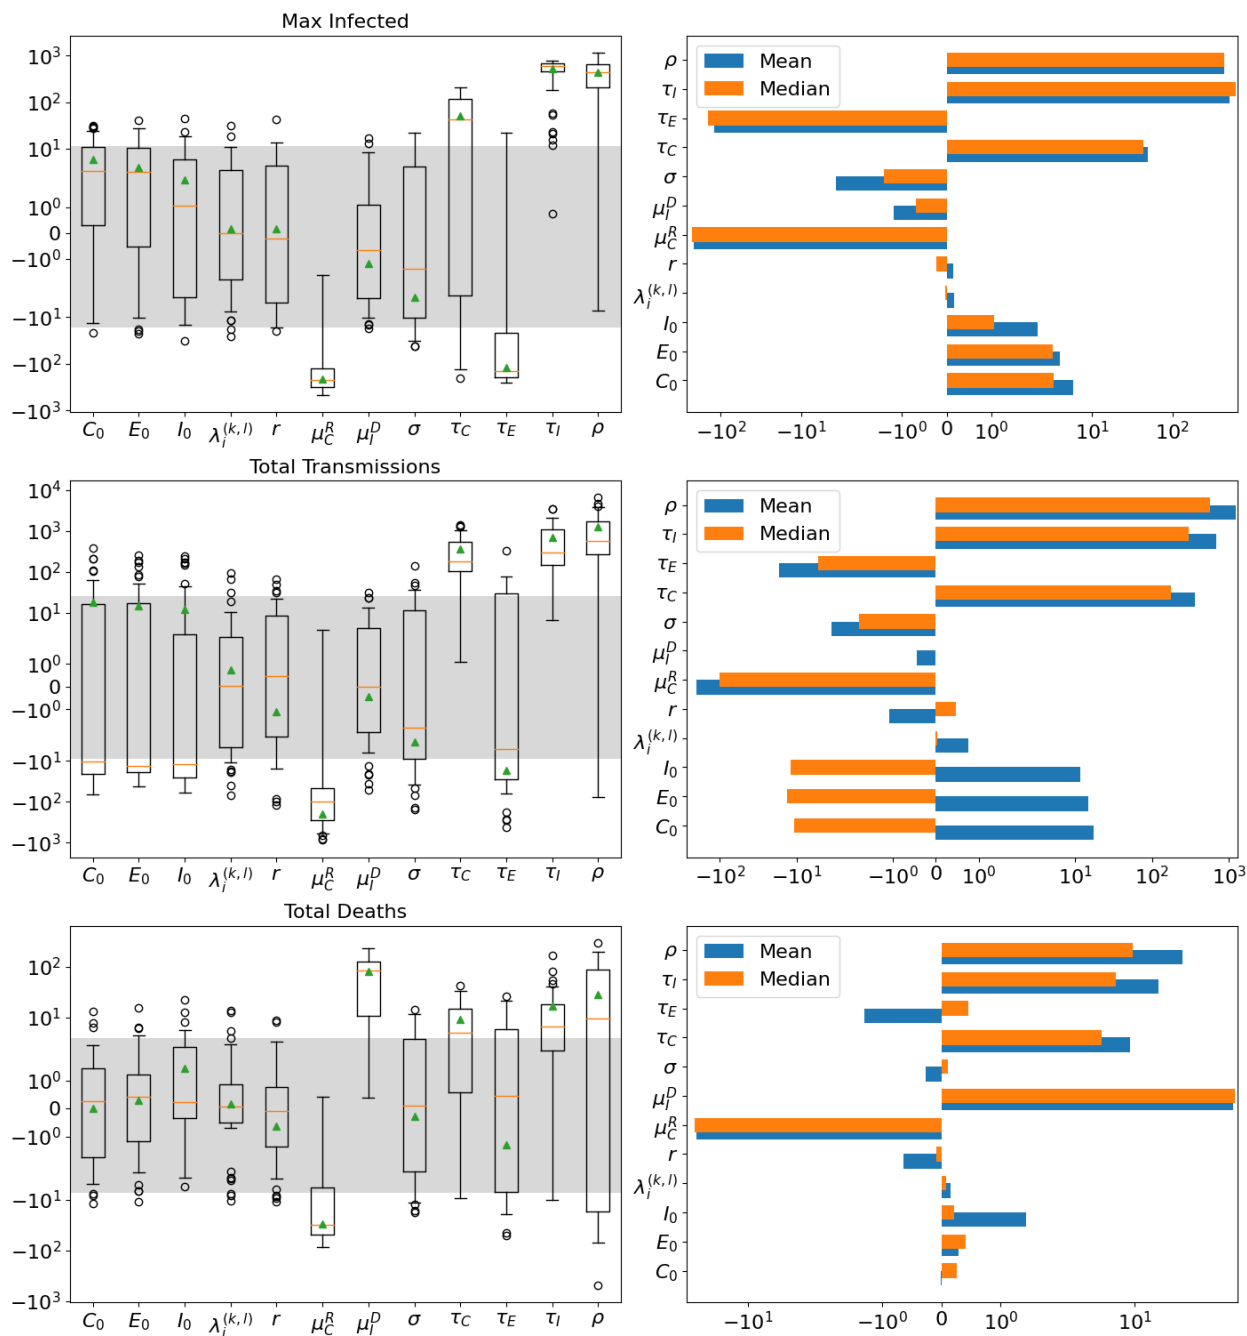 Max Infected
10³
10²
10¹
10⁰
0
−10⁰
−10¹
−10²
−10³
C₀ E₀ I₀ λᵢ⁽ᵏ,ˡ⁾ r μ_C^R μ_I^D σ τ_C τ_E τ_I ρ
Mean
Median
ρ
τ_I
τ_E
τ_C
σ
μ_I^D
μ_C^R
r
λᵢ⁽ᵏ,ˡ⁾
I₀
E₀
C₀
−10² −10¹ −10⁰ 0 10⁰ 10¹ 10²
Total Transmissions
10⁴
10³
10²
10¹
10⁰
0
−10⁰
−10¹
−10²
−10³
C₀ E₀ I₀ λᵢ⁽ᵏ,ˡ⁾ r μ_C^R μ_I^D σ τ_C τ_E τ_I ρ
Mean
Median
ρ
τ_I
τ_E
τ_C
σ
μ_I^D
μ_C^R
r
λᵢ⁽ᵏ,ˡ⁾
I₀
E₀
C₀
−10² −10¹ −10⁰ 0 10⁰ 10¹ 10² 10³
Total Deaths
10²
10¹
10⁰
0
−10⁰
−10¹
−10²
−10³
C₀ E₀ I₀ λᵢ⁽ᵏ,ˡ⁾ r μ_C^R μ_I^D σ τ_C τ_E τ_I ρ
Mean
Median
ρ
τ_I
τ_E
τ_C
σ
μ_I^D
μ_C^R
r
λᵢ⁽ᵏ,ˡ⁾
I₀
E₀
C₀
−10¹ −10⁰ 0 10⁰ 10¹